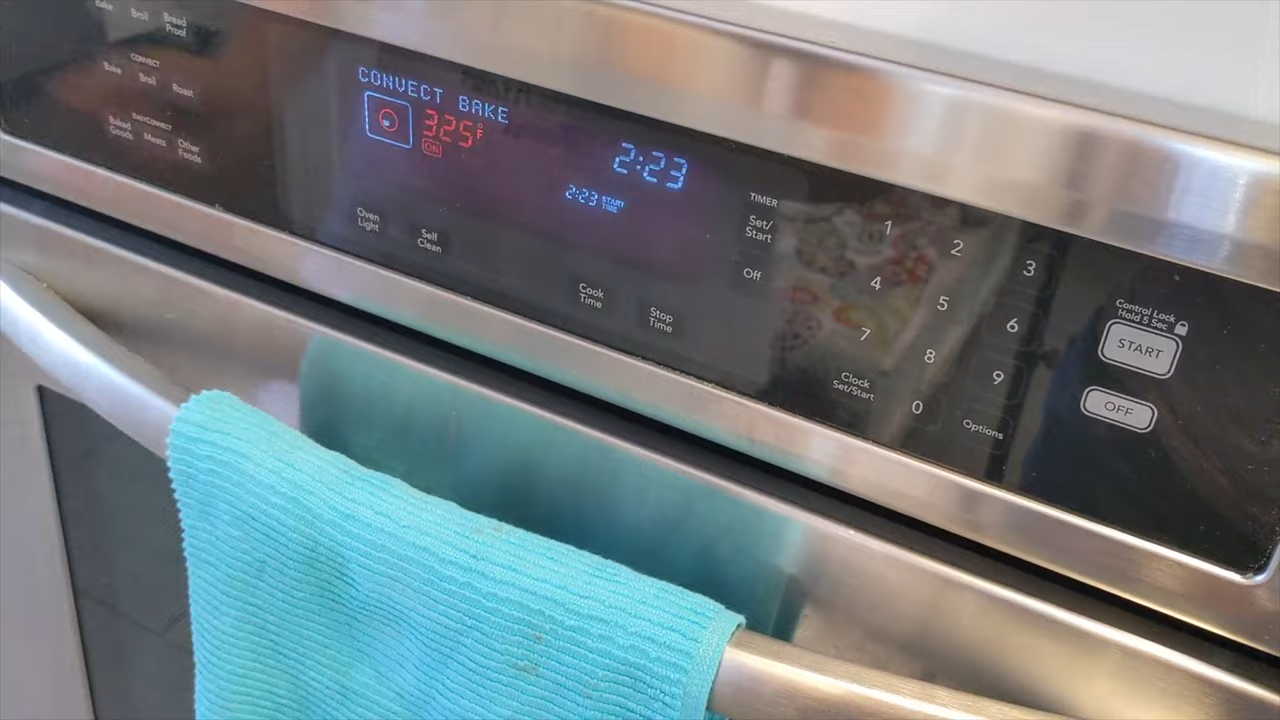 Bake Broil Bread Proof
CONVECT
Bake Broil Roast
EASYCONVECT
Baked Goods Meats Other Foods
CONVECT BAKE
325°F
ON
2:23
2:23 START TIME
Oven Light
Self Clean
Cook Time
Stop Time
TIMER
Set/
Start
Off
1 2 3
4 5 6
7 8 9
Clock
Set/Start
0
Options
Control Lock
Hold 5 Sec
START
OFF